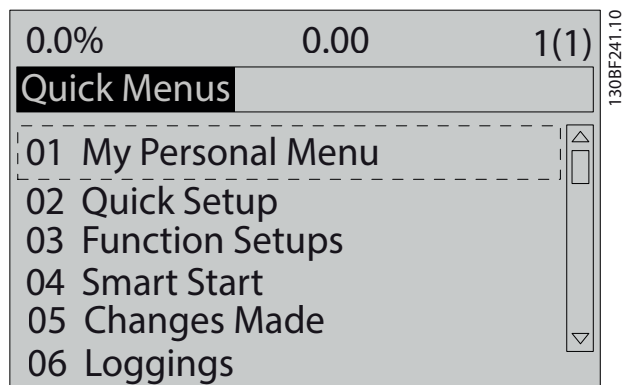 0.0% 0.00 1(1)
Quick Menus
01 My Personal Menu
02 Quick Setup
03 Function Setups
04 Smart Start
05 Changes Made
06 Loggings
130BF241.10